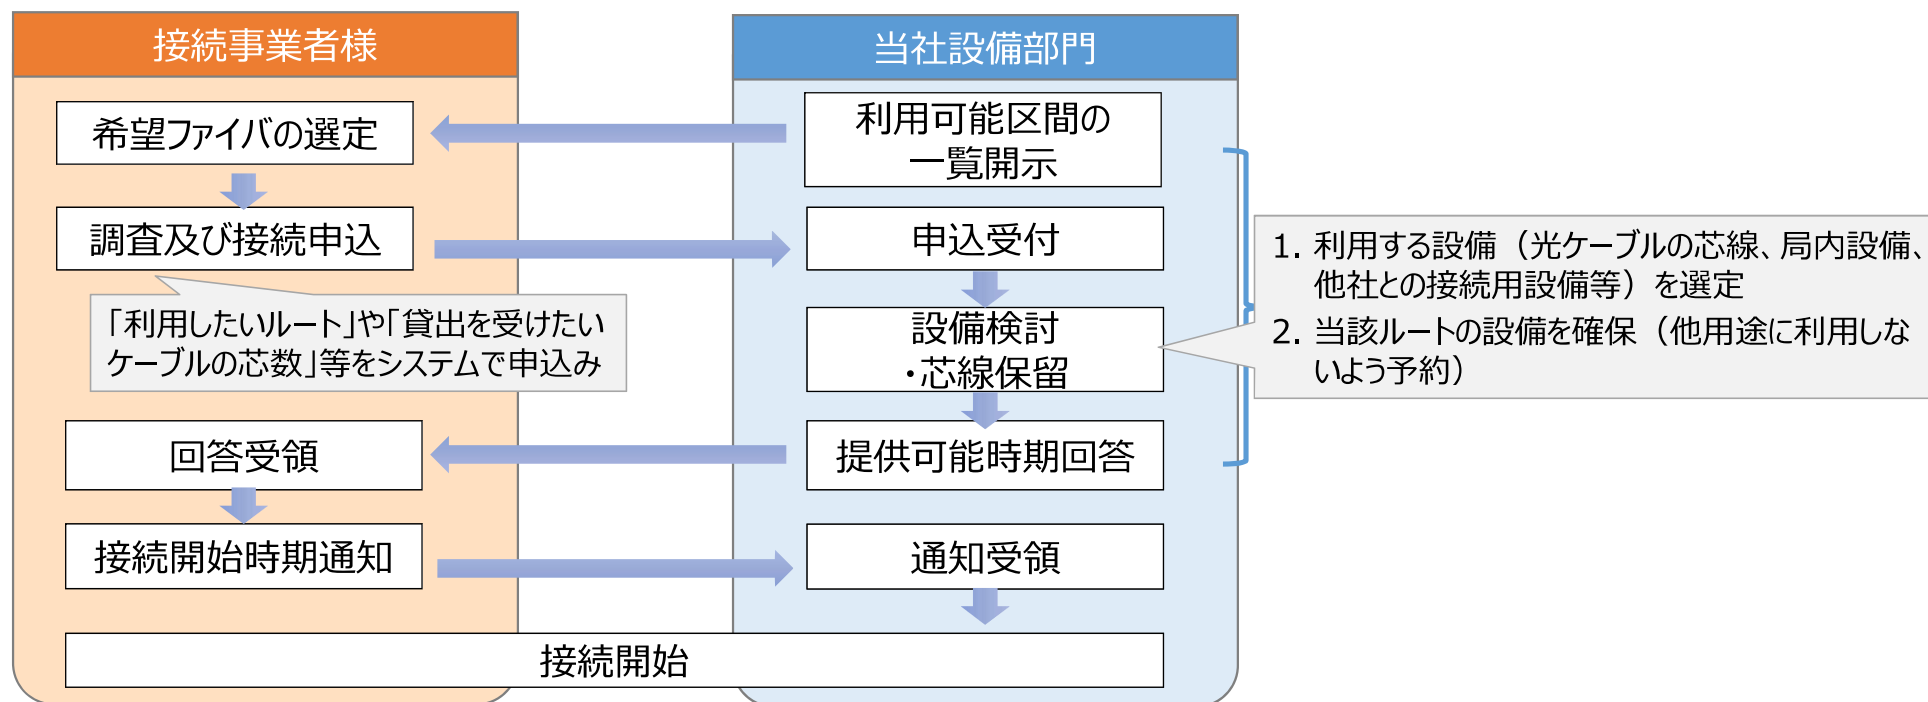 接続事業者様
当社設備部門
希望ファイバの選定
利用可能区間の
一覧開示
調査及び接続申込
申込受付
「利用したいルート」や「貸出を受けたい
ケーブルの芯数」等をシステムで申込み
設備検討
・芯線保留
1. 利用する設備（光ケーブルの芯線、局内設備、
他社との接続用設備等）を選定
2. 当該ルートの設備を確保（他用途に利用しな
いよう予約）
回答受領
提供可能時期回答
接続開始時期通知
通知受領
接続開始